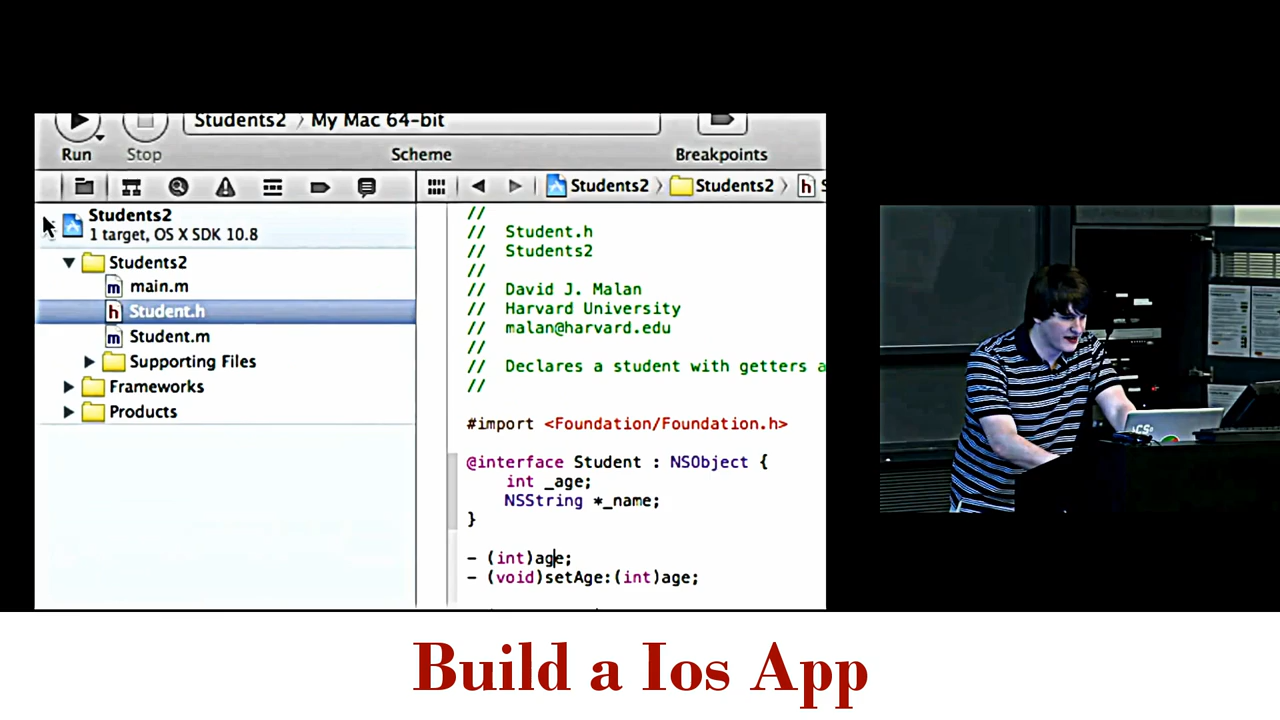 Students2 〉 My Mac 64-bit
Run
Stop
Scheme
Breakpoints
Students2
1 target, OS X SDK 10.8
Students2
main.m
Student.h
Student.m
Supporting Files
Frameworks
Products
Students2 〉 Students2 〉 h S
//
// Student.h
// Students2
//
// David J. Malan
// Harvard University
// malan@harvard.edu
//
// Declares a student with getters a
//
#import <Foundation/Foundation.h>
@interface Student : NSObject {
int _age;
NSString *_name;
}
- (int)age;
- (void)setAge:(int)age;
Build a Ios App